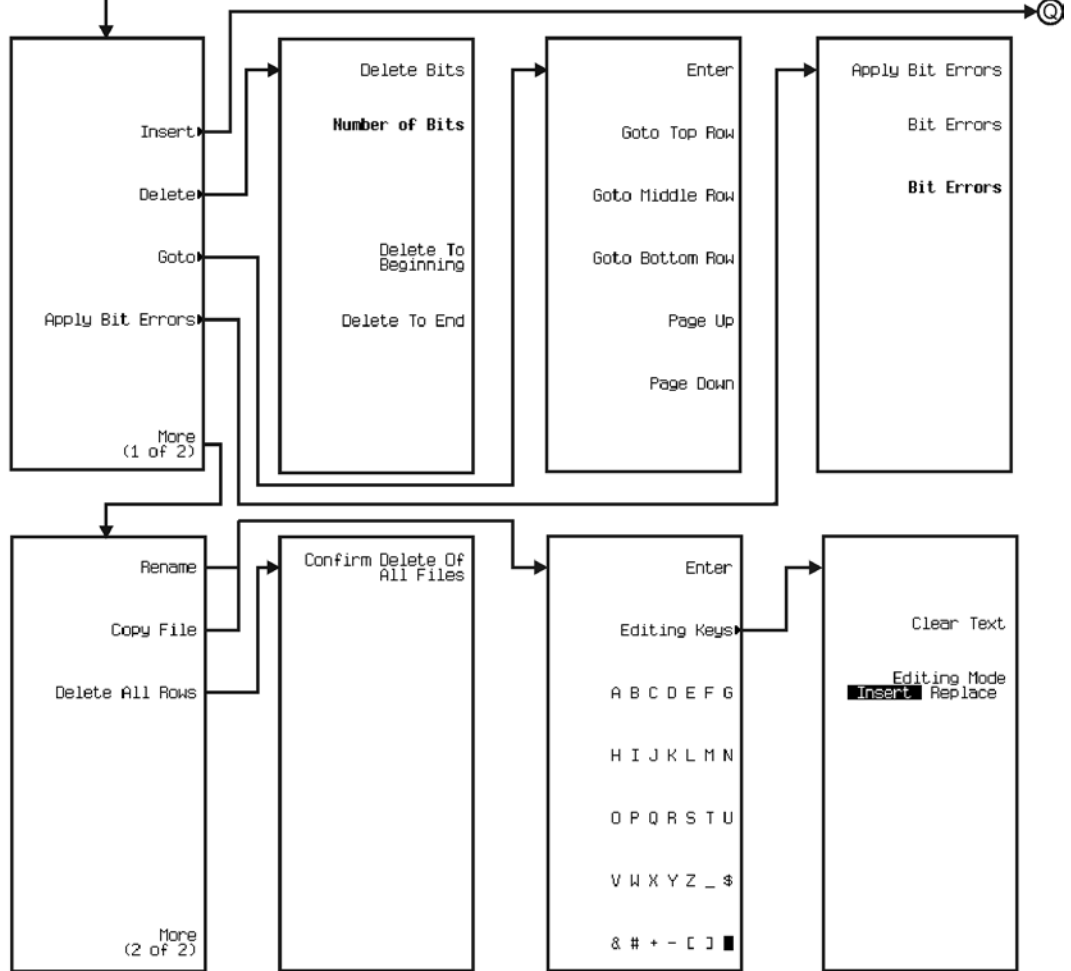 Q
Insert
Delete
Goto
Apply Bit Errors
More
(1 of 2)
Delete Bits
Number of Bits
Delete To
Beginning
Delete To End
Enter
Goto Top Row
Goto Middle Row
Goto Bottom Row
Page Up
Page Down
Apply Bit Errors
Bit Errors
Bit Errors
Rename
Copy File
Delete All Rows
More
(2 of 2)
Confirm Delete Of
All Files
Enter
Editing Keys
A B C D E F G
H I J K L M N
O P Q R S T U
V W X Y Z _ $
& # + - [ ] █
Clear Text
Editing Mode
Insert Replace